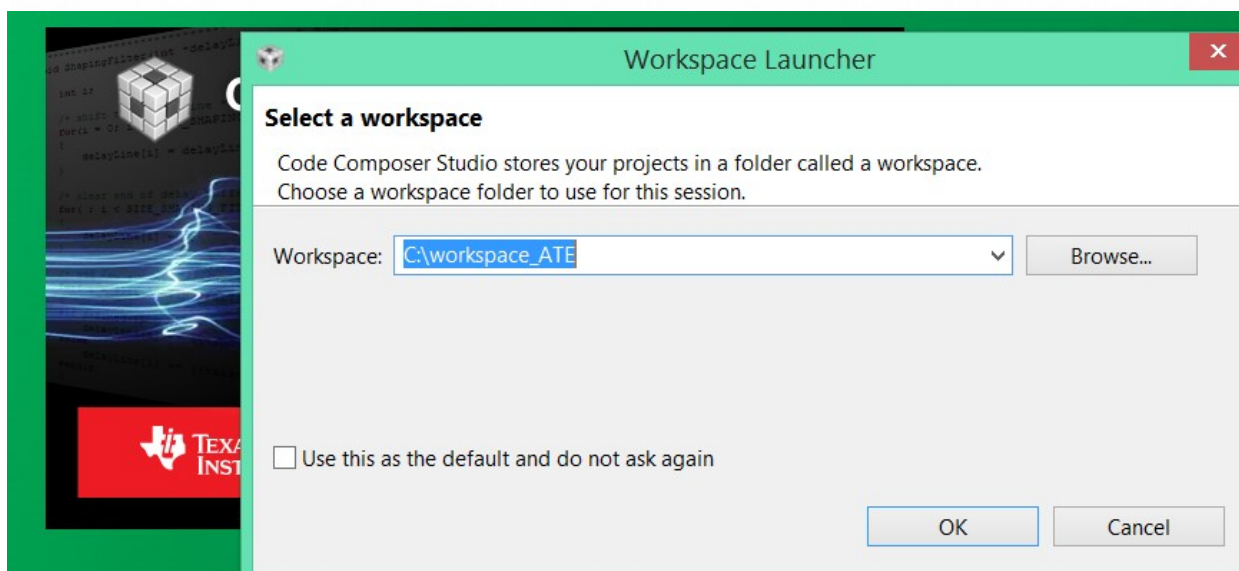 Workspace Launcher
Select a workspace
Code Composer Studio stores your projects in a folder called a workspace.
Choose a workspace folder to use for this session.
Workspace: C:\workspace_ATE Browse...
Use this as the default and do not ask again
OK Cancel